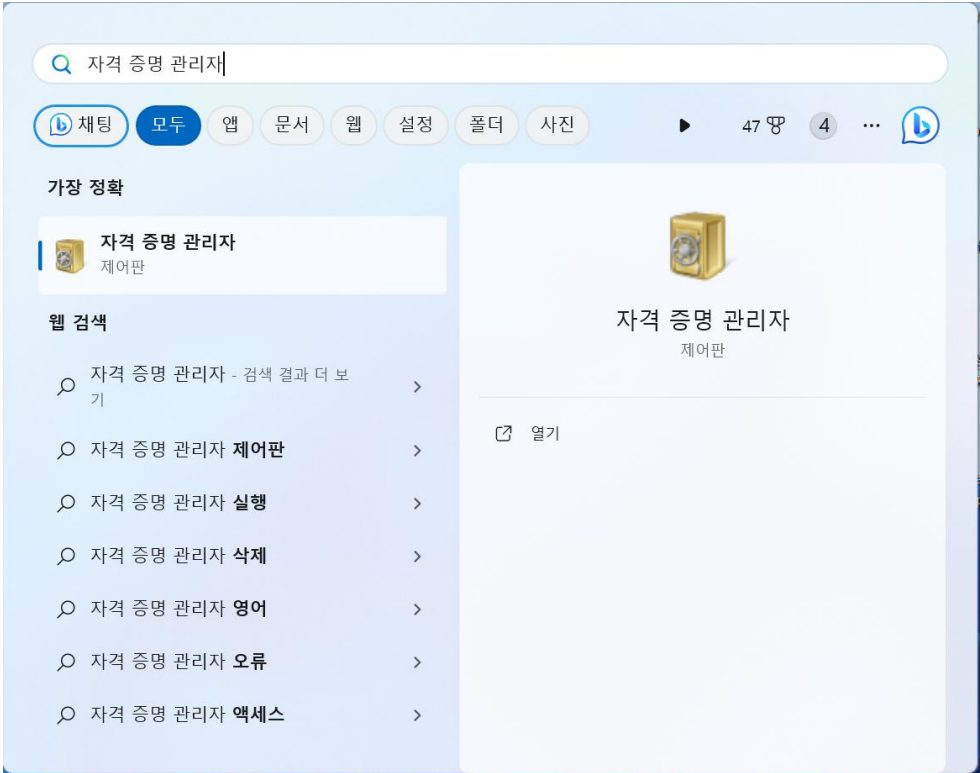 자격 증명 관리자
채팅 모두 앱 문서 웹 설정 폴더 사진 47 4 ...
가장 정확
자격 증명 관리자
제어판
웹 검색
자격 증명 관리자 - 검색 결과 더 보
기
자격 증명 관리자 제어판
자격 증명 관리자 실행
자격 증명 관리자 삭제
자격 증명 관리자 영어
자격 증명 관리자 오류
자격 증명 관리자 액세스
자격 증명 관리자
제어판
열기